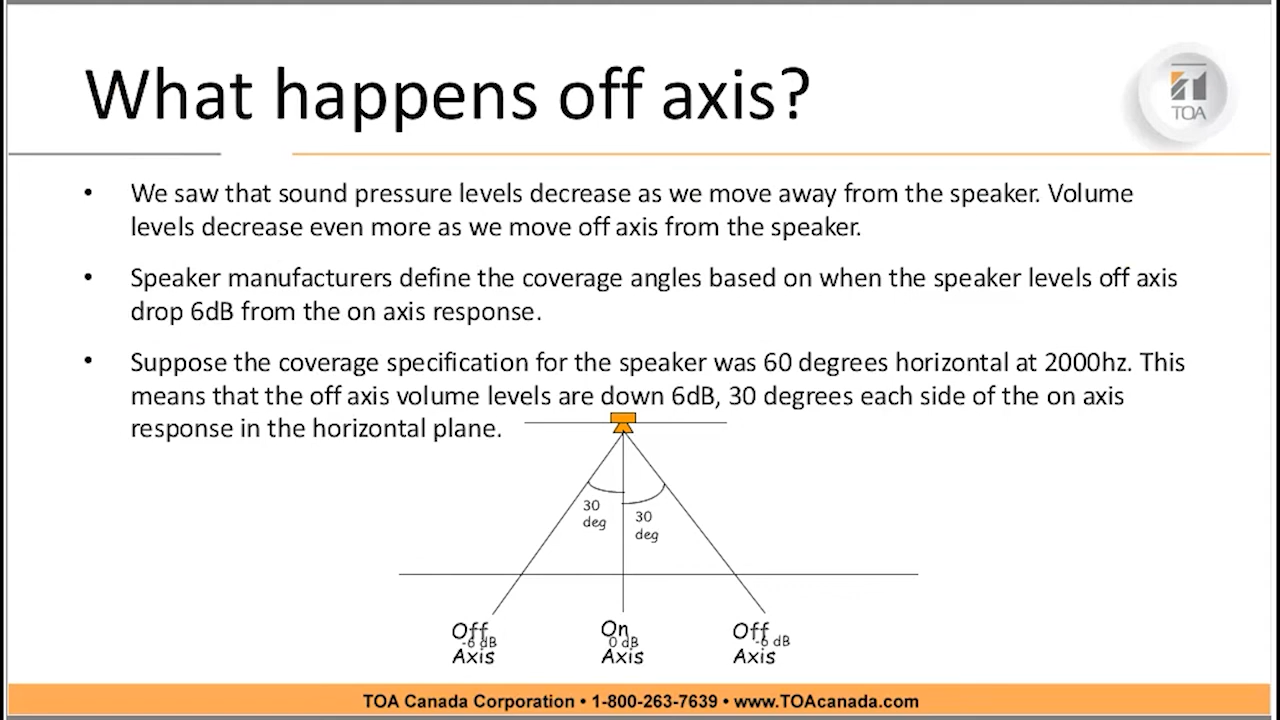 What happens off axis?
TOA
• We saw that sound pressure levels decrease as we move away from the speaker. Volume
levels decrease even more as we move off axis from the speaker.
• Speaker manufacturers define the coverage angles based on when the speaker levels off axis
drop 6dB from the on axis response.
• Suppose the coverage specification for the speaker was 60 degrees horizontal at 2000hz. This
means that the off axis volume levels are down 6dB, 30 degrees each side of the on axis
response in the horizontal plane.
30
deg
30
deg
Off
-6 dB
Axis
On
0 dB
Axis
Off
-6 dB
Axis
TOA Canada Corporation • 1-800-263-7639 • www.TOAcanada.com